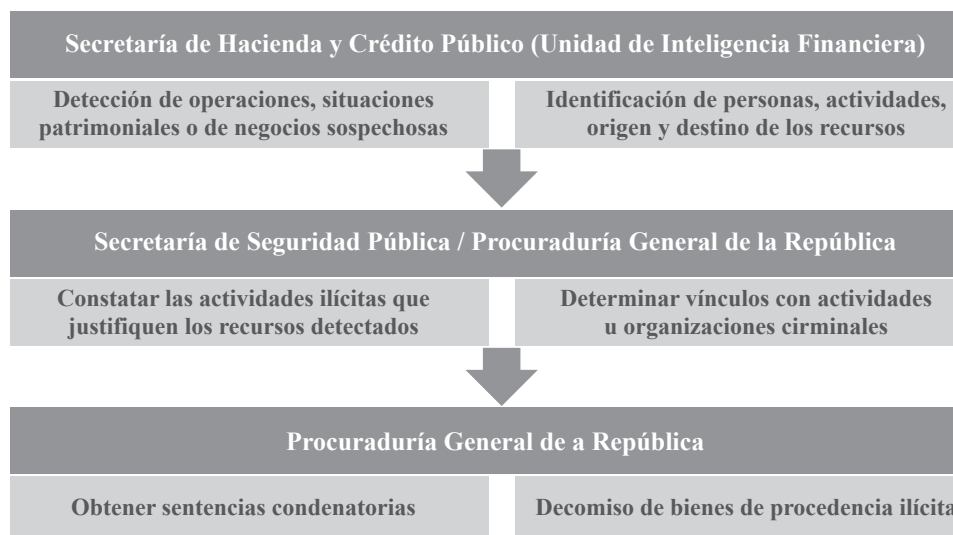 Secretaría de Hacienda y Crédito Público (Unidad de Inteligencia Financiera)
Detección de operaciones, situaciones
patrimoniales o de negocios sospechosas
Identificación de personas, actividades,
origen y destino de los recursos
Secretaría de Seguridad Pública / Procuraduría General de la República
Constatar las actividades ilícitas que
justifiquen los recursos detectados
Determinar vínculos con actividades
u organizaciones cirminales
Procuraduría General de a República
Obtener sentencias condenatorias
Decomiso de bienes de procedencia ilícita